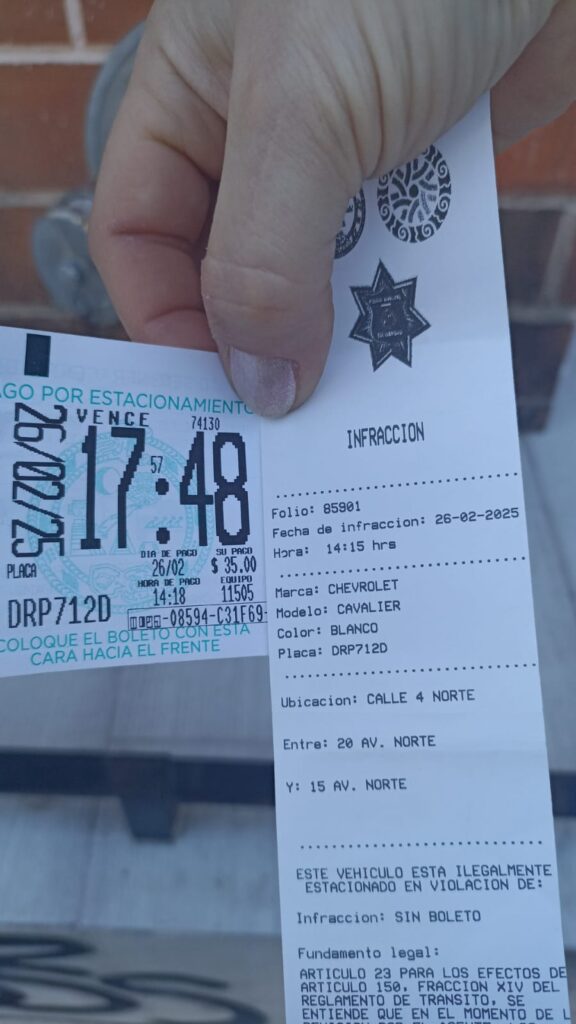 AGO POR ESTACIONAMIENTO
26/02/25
VENCE
74130
17:48
57
DIA DE PAGO
26/02
SU PAGO
$ 35.00
HORA DE PAGO
14:18
EQUIPO
11505
PLACA
DRP712D
-08594-C31F69-
COLOQUE EL BOLETO CON ESTA
CARA HACIA EL FRENTE
INFRACCION
Folio: 85901
Fecha de infraccion: 26-02-2025
Hora: 14:15 hrs
Marca: CHEVROLET
Modelo: CAVALIER
Color: BLANCO
Placa: DRP712D
Ubicacion: CALLE 4 NORTE
Entre: 20 AV. NORTE
Y: 15 AV. NORTE
ESTE VEHICULO ESTA ILEGALMENTE
ESTACIONADO EN VIOLACION DE:
Infraccion: SIN BOLETO
Fundamento legal:
ARTICULO 23 PARA LOS EFECTOS DE
ARTICULO 150, FRACCION XIV DEL
REGLAMENTO DE TRANSITO, SE
ENTIENDE QUE EN EL MOMENTO DE L